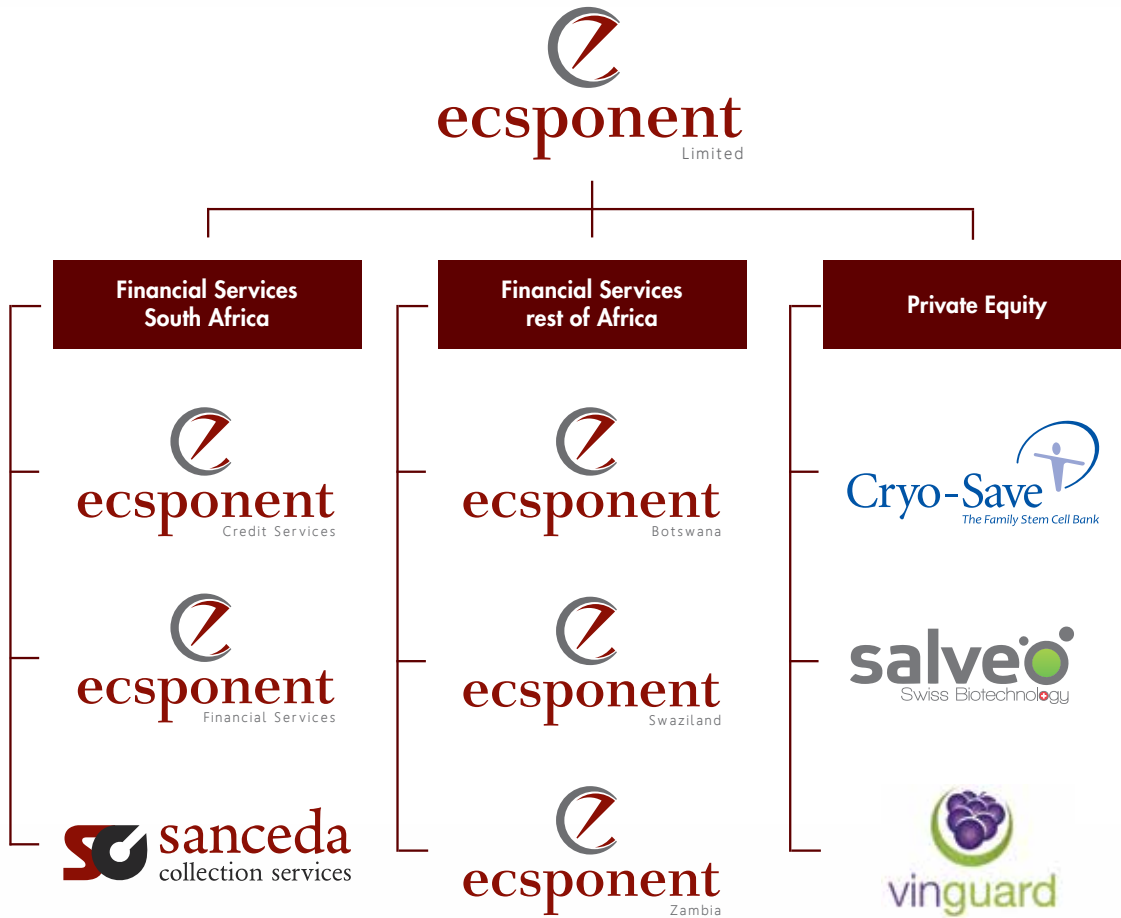 ecsponent
Limited
Financial Services
South Africa
ecsponent
Credit Services
ecsponent
Financial Services
sanceda
collection services
Financial Services
rest of Africa
ecsponent
Botswana
ecsponent
Swaziland
ecsponent
Zambia
Private Equity
Cryo-Save
The Family Stem Cell Bank
salveo
Swiss Biotechnology
vinguard